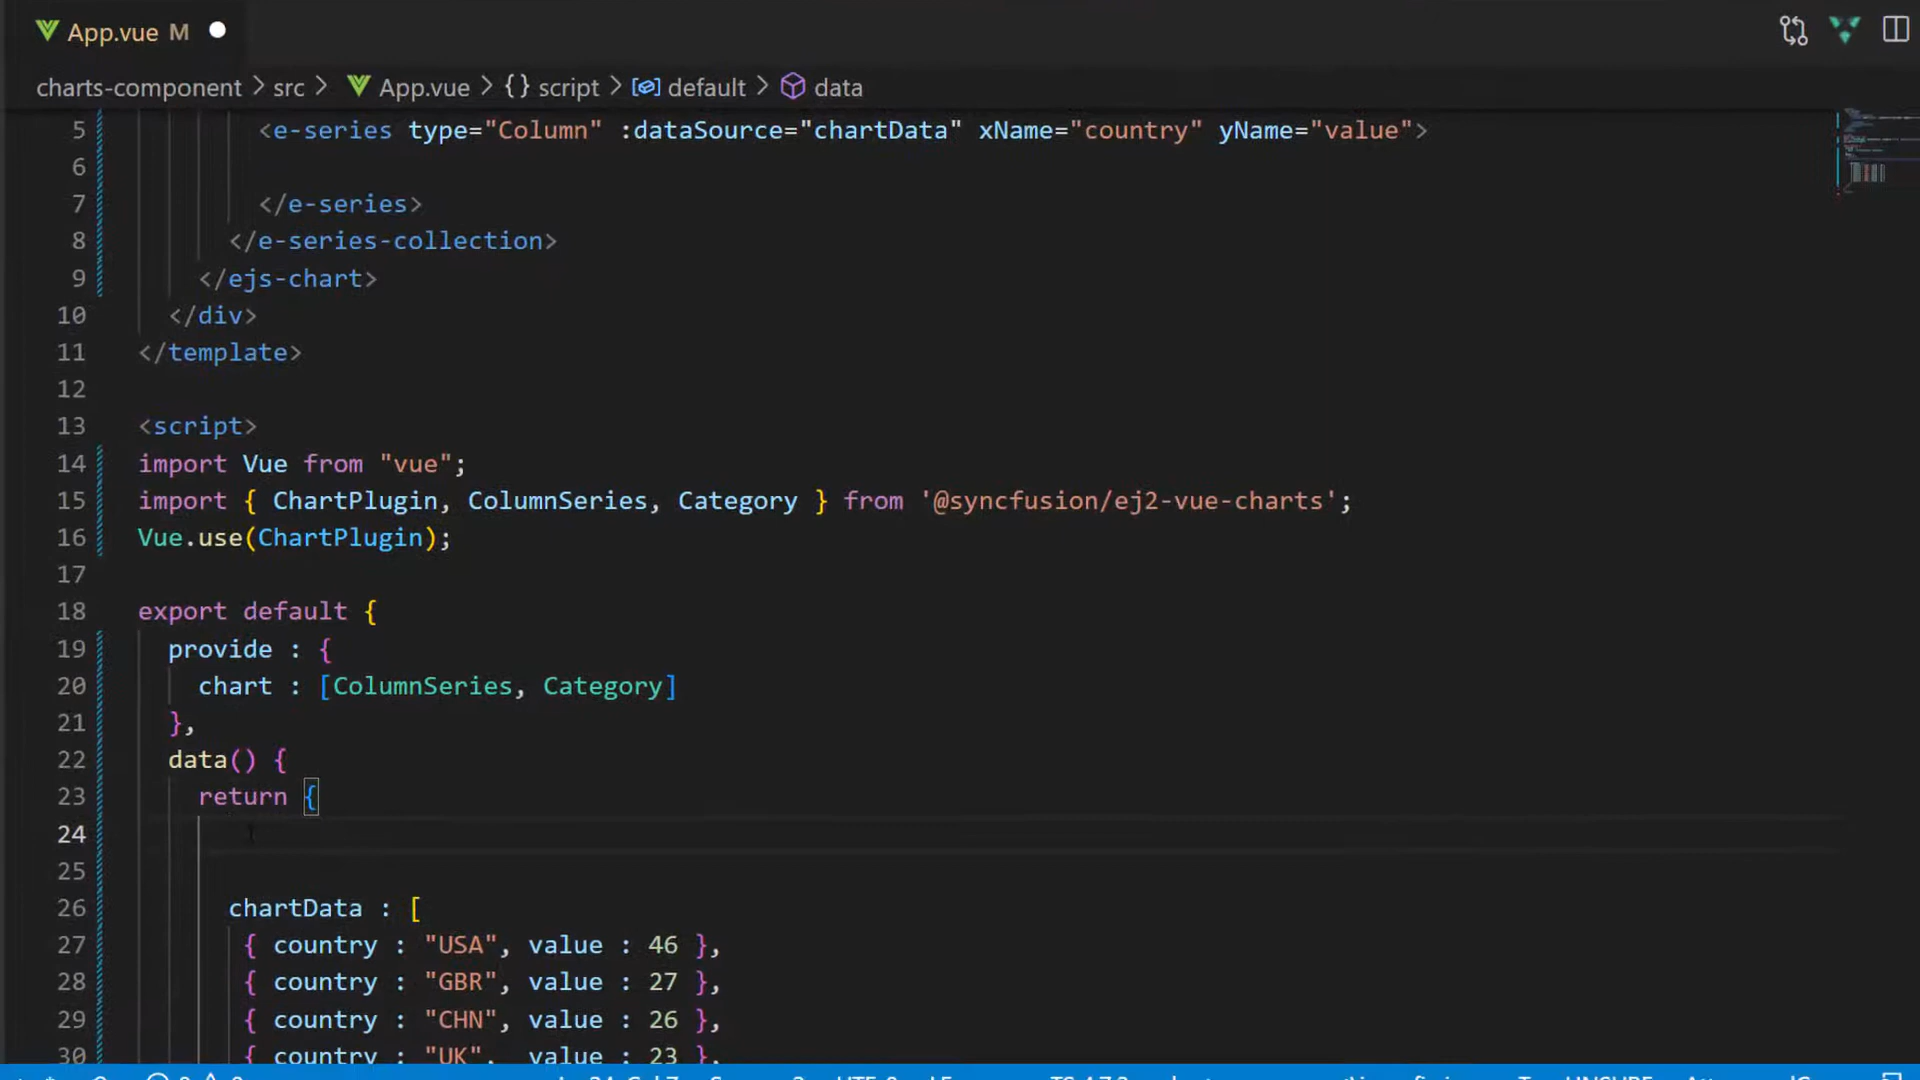 App.vue M
charts-component > src > App.vue > {} script > default > data
5 <e-series type="Column" :dataSource="chartData" xName="country" yName="value">
6
7 </e-series>
8 </e-series-collection>
9 </ejs-chart>
10 </div>
11 </template>
12
13 <script>
14 import Vue from "vue";
15 import { ChartPlugin, ColumnSeries, Category } from '@syncfusion/ej2-vue-charts';
16 Vue.use(ChartPlugin);
17
18 export default {
19 provide : {
20 chart : [ColumnSeries, Category]
21 },
22 data() {
23 return {
24
25
26 chartData : [
27 { country : "USA", value : 46 },
28 { country : "GBR", value : 27 },
29 { country : "CHN", value : 26 },
30 { country : "UK", value : 23 },